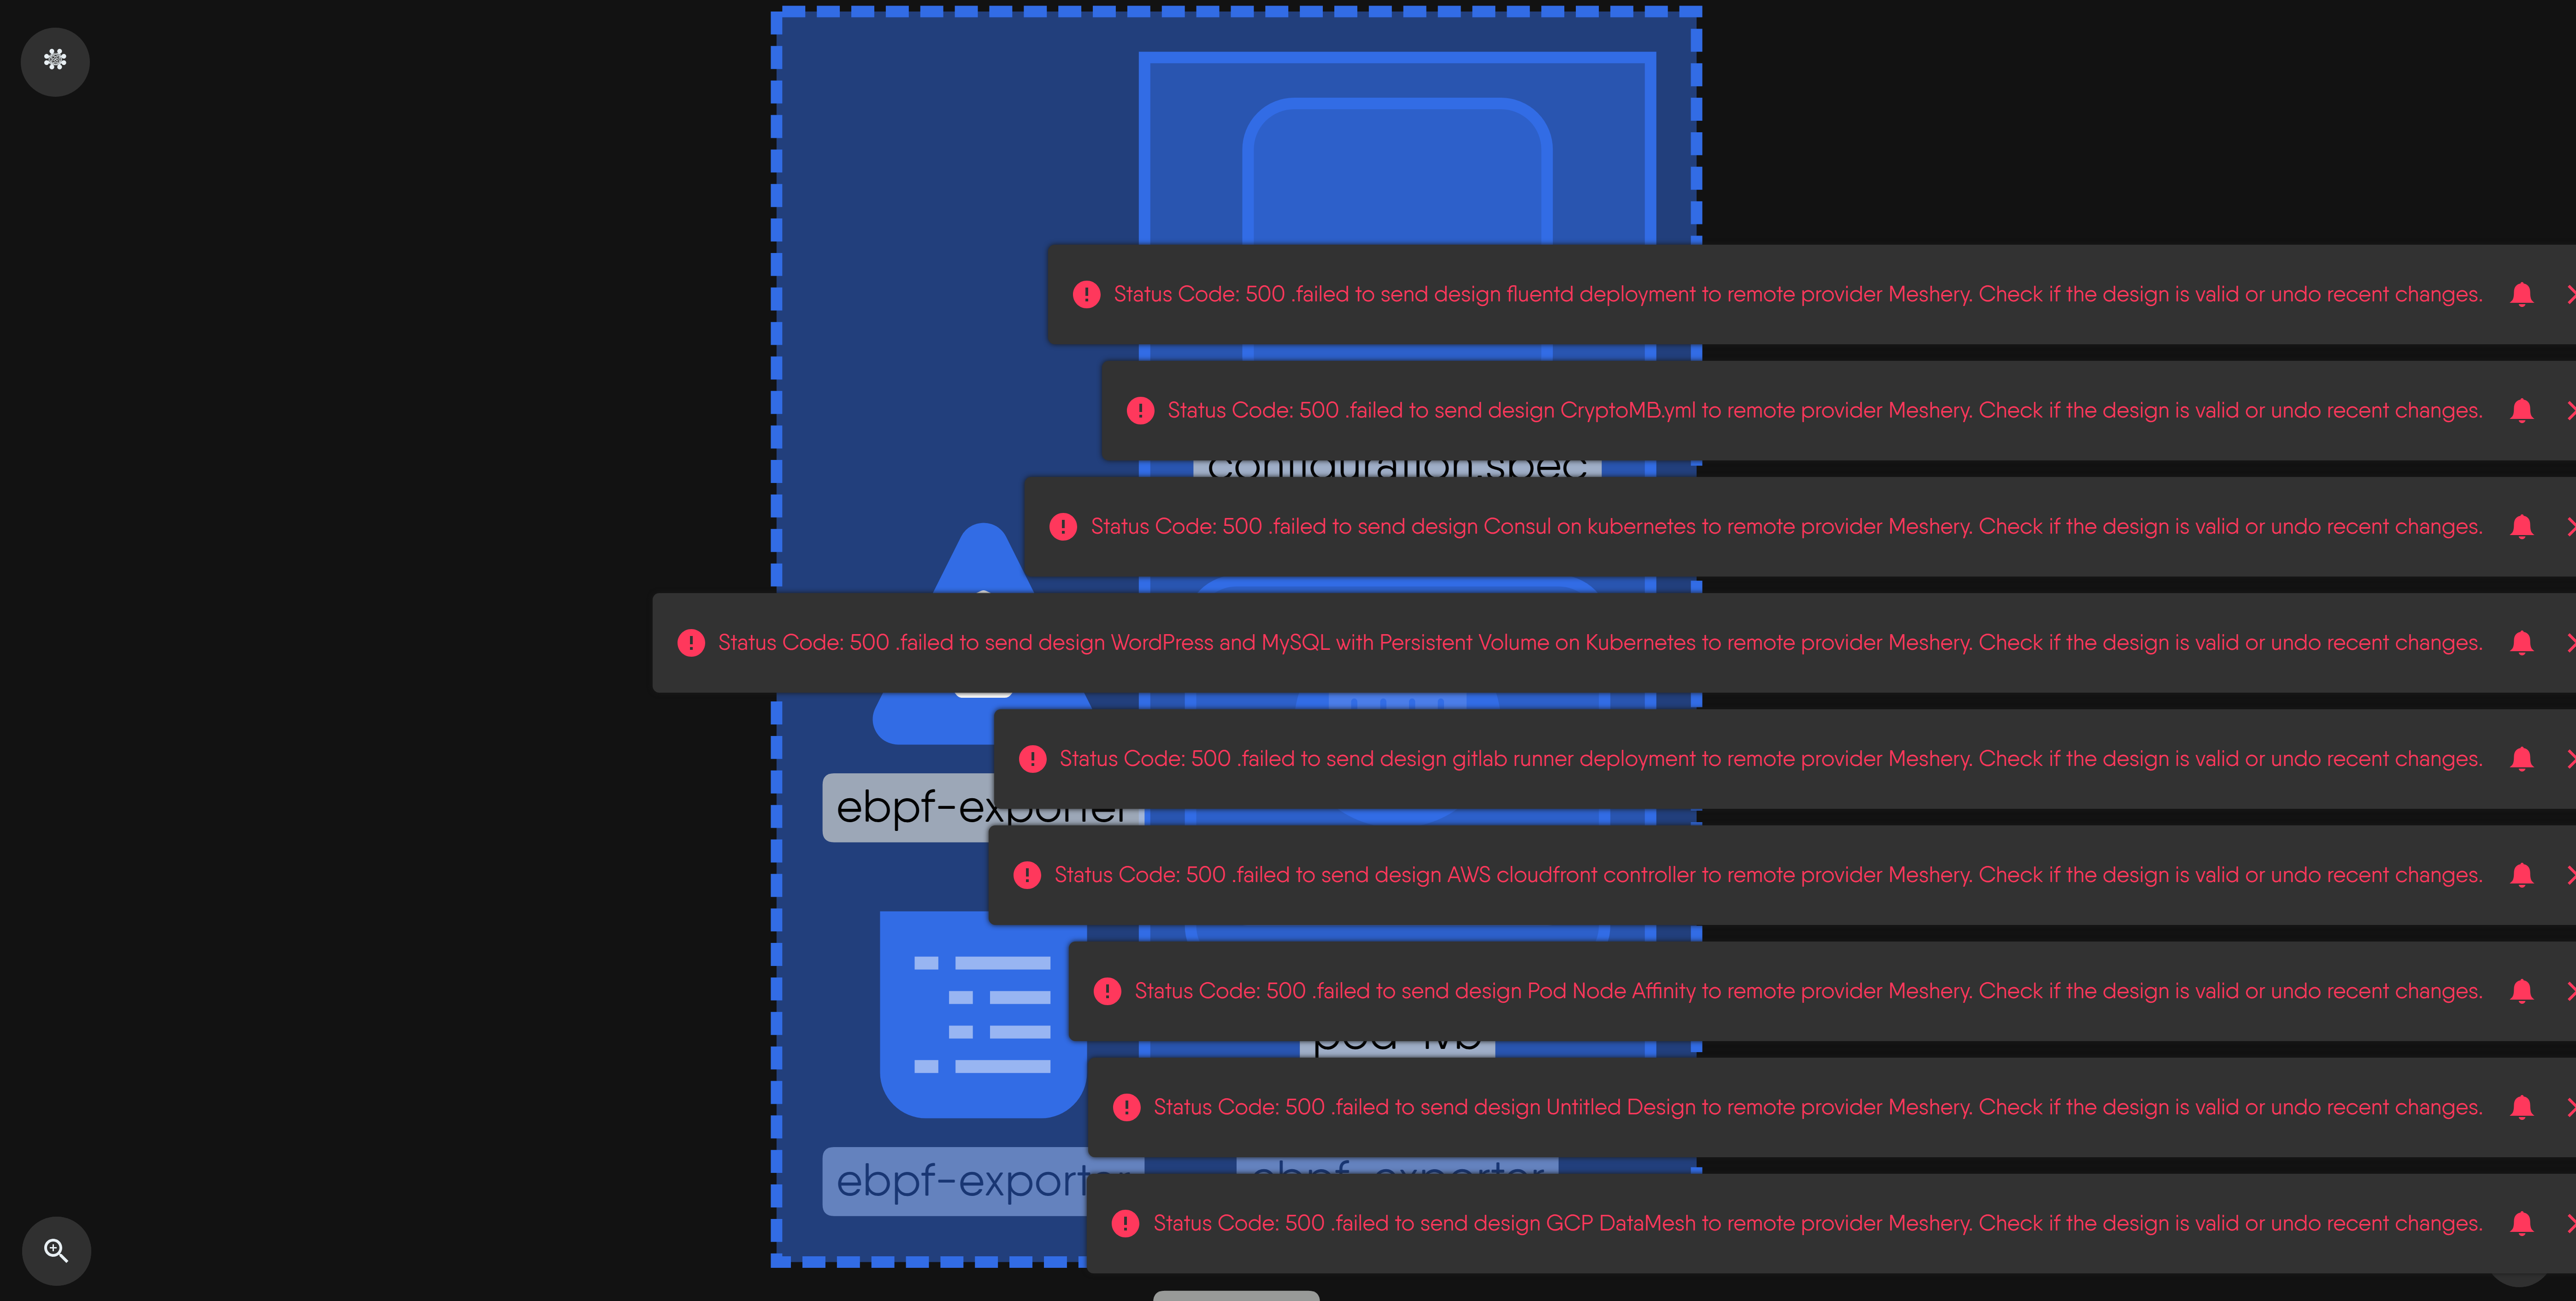 Status Code: 500 .failed to send design fluentd deployment to remote provider Meshery. Check if the design is valid or undo recent changes.
Status Code: 500 .failed to send design CryptoMB.yml to remote provider Meshery. Check if the design is valid or undo recent changes.
configuration.spec
Status Code: 500 .failed to send design Consul on kubernetes to remote provider Meshery. Check if the design is valid or undo recent changes.
Status Code: 500 .failed to send design WordPress and MySQL with Persistent Volume on Kubernetes to remote provider Meshery. Check if the design is valid or undo recent changes.
Status Code: 500 .failed to send design gitlab runner deployment to remote provider Meshery. Check if the design is valid or undo recent changes.
ebpf-exporter
Status Code: 500 .failed to send design AWS cloudfront controller to remote provider Meshery. Check if the design is valid or undo recent changes.
Status Code: 500 .failed to send design Pod Node Affinity to remote provider Meshery. Check if the design is valid or undo recent changes.
Status Code: 500 .failed to send design Untitled Design to remote provider Meshery. Check if the design is valid or undo recent changes.
ebpf-exporter
ebpf-exporter
Status Code: 500 .failed to send design GCP DataMesh to remote provider Meshery. Check if the design is valid or undo recent changes.